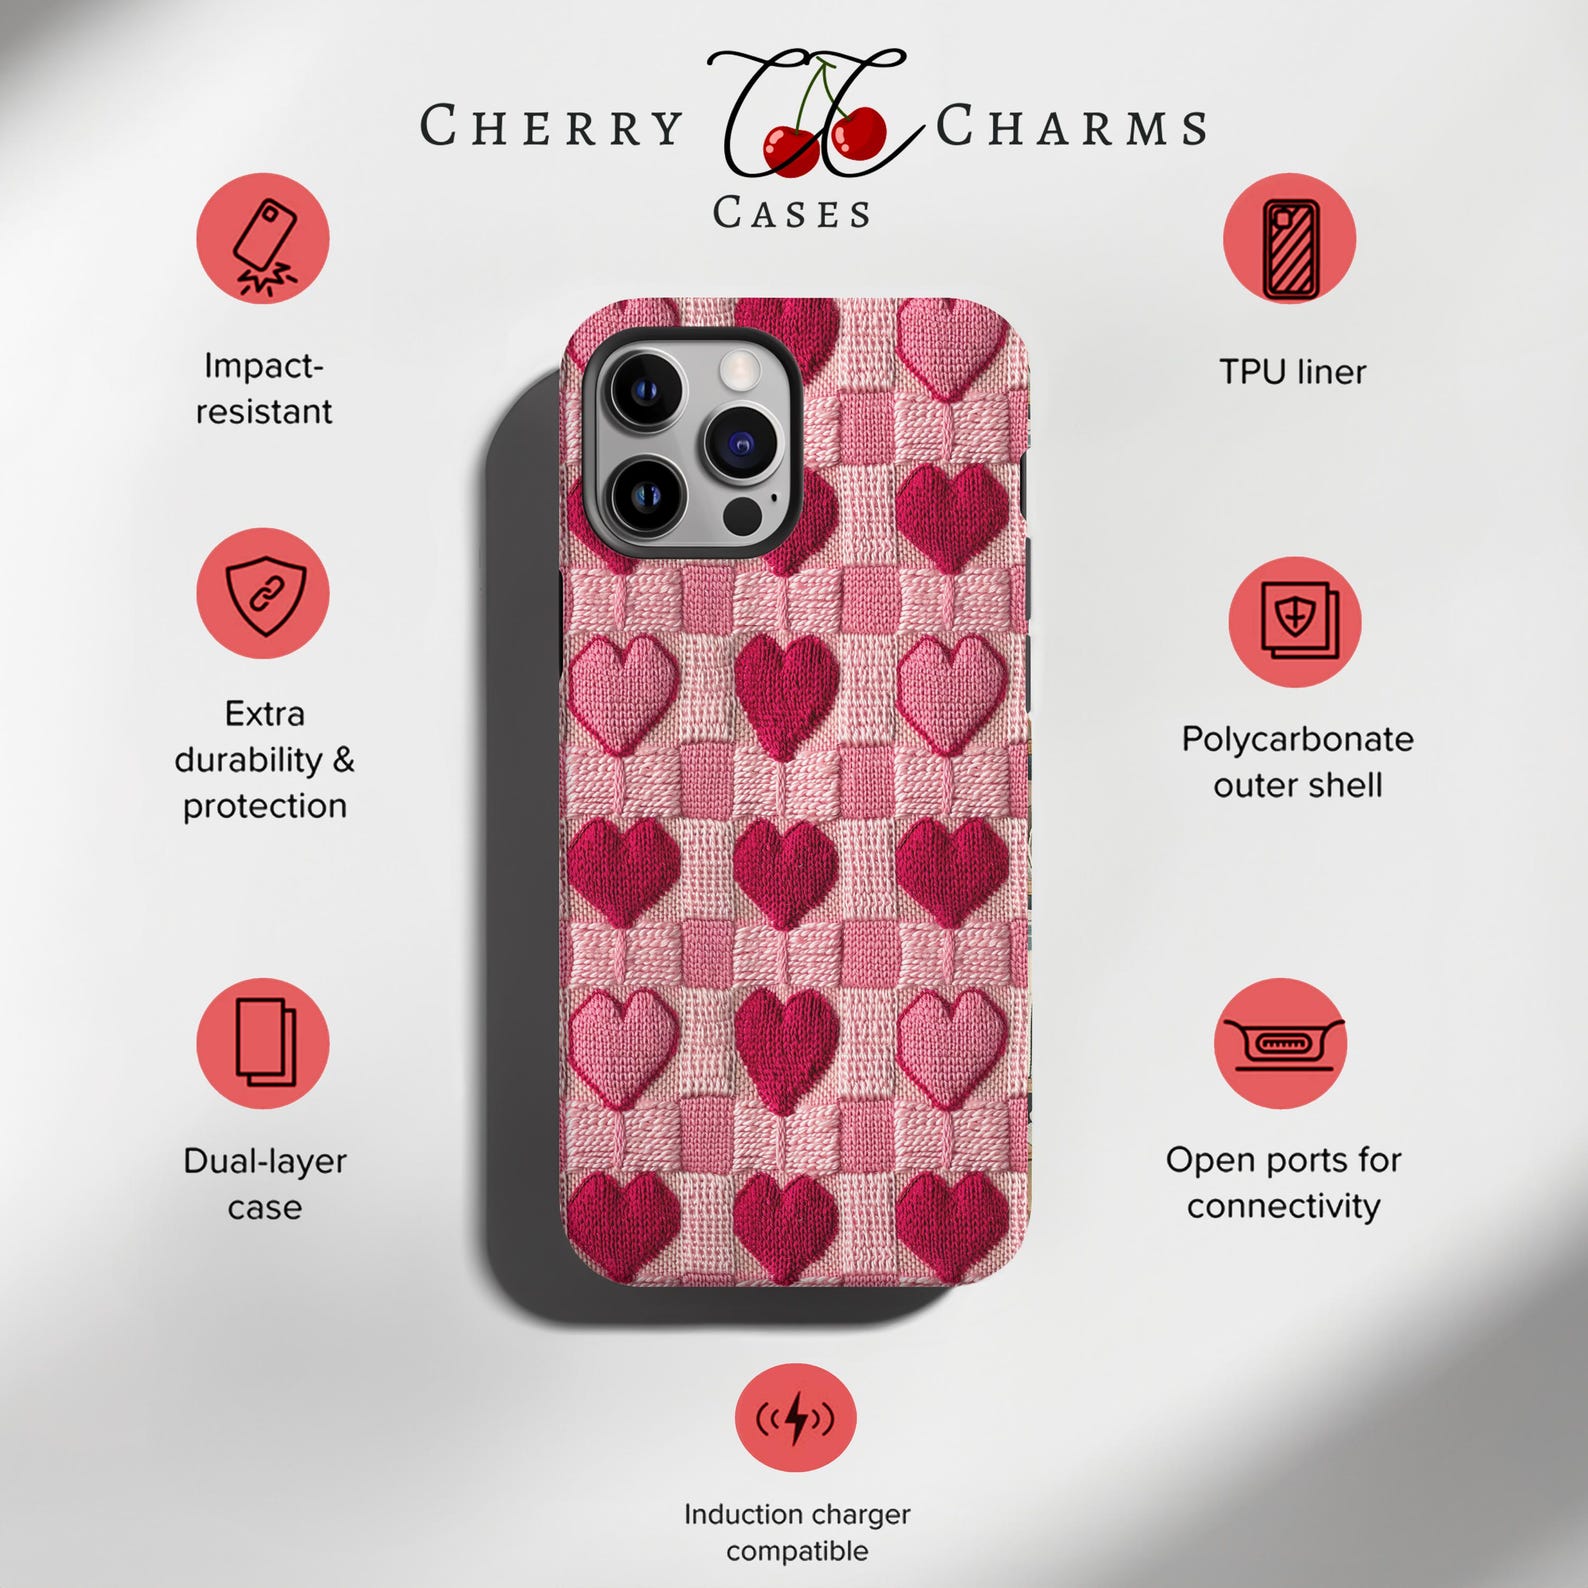 Cherry Charms
Cases
Impact-
resistant
TPU liner
Extra
durability &
protection
Polycarbonate
outer shell
Dual-layer
case
Open ports for
connectivity
Induction charger
compatible